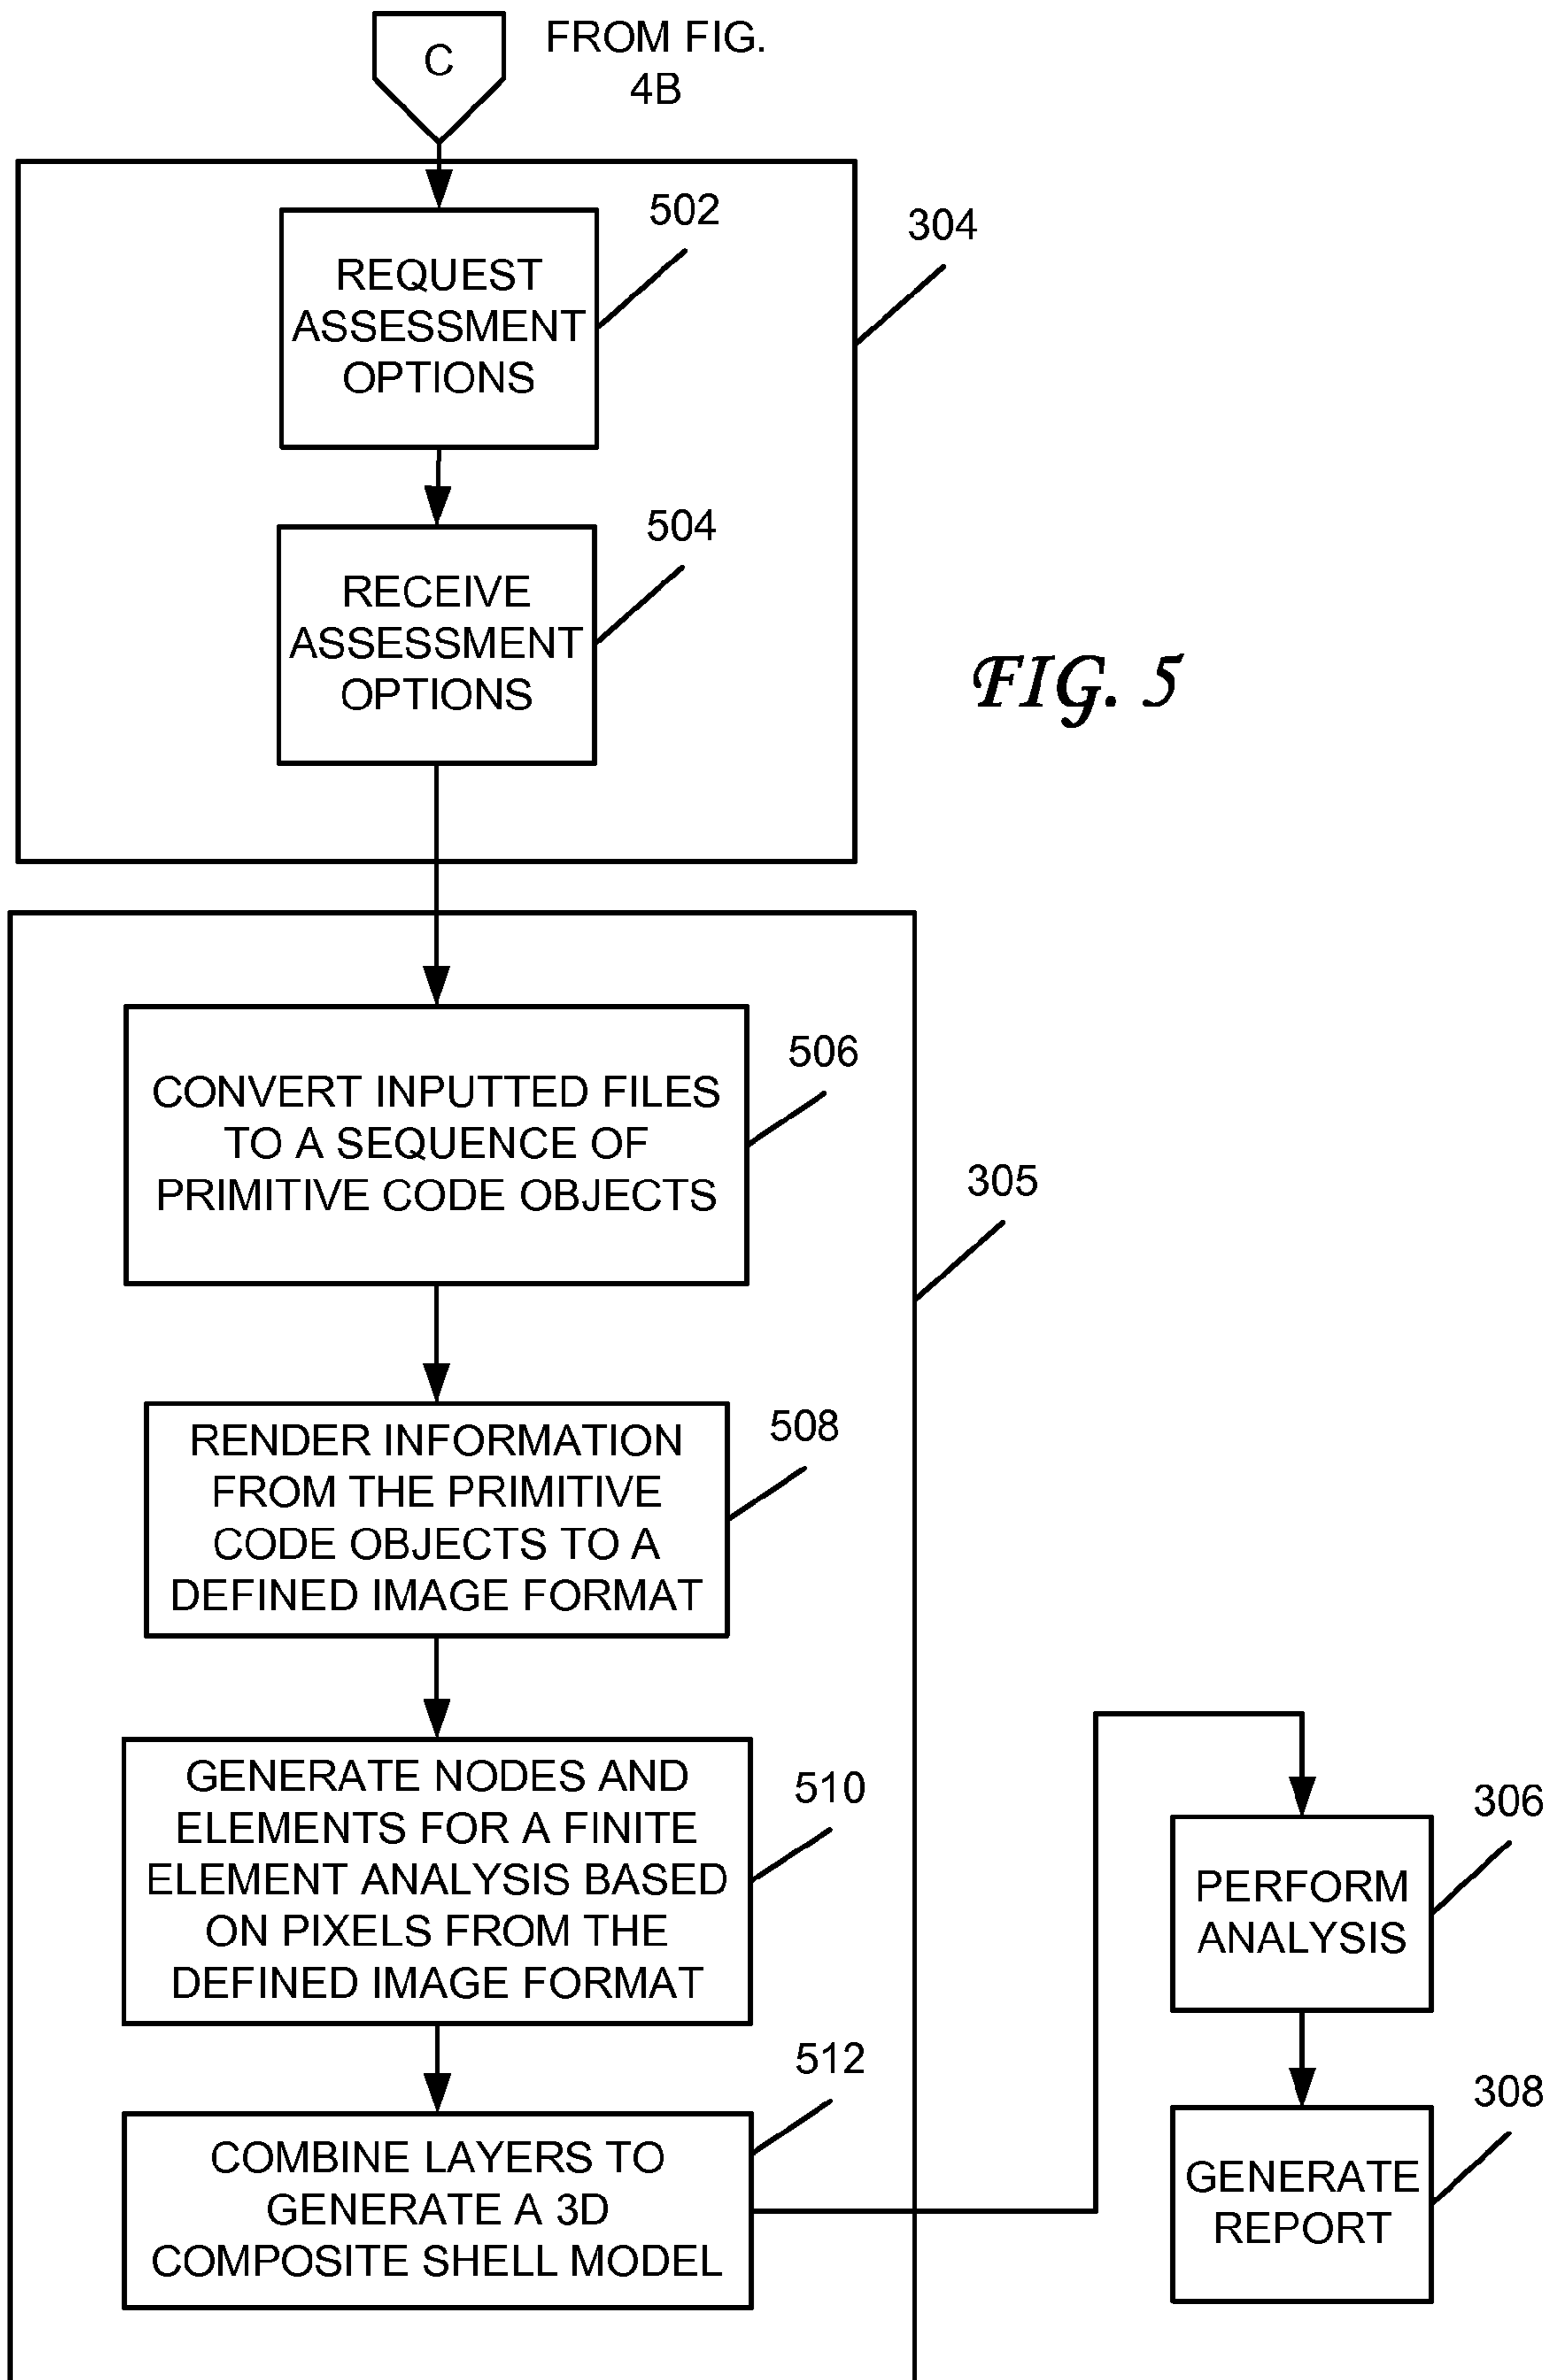 C
FROM FIG.
4B
502
304
REQUEST
ASSESSMENT
OPTIONS
504
RECEIVE
ASSESSMENT
OPTIONS
FIG. 5
506
CONVERT INPUTTED FILES
TO A SEQUENCE OF
PRIMITIVE CODE OBJECTS
305
508
RENDER INFORMATION
FROM THE PRIMITIVE
CODE OBJECTS TO A
DEFINED IMAGE FORMAT
510
GENERATE NODES AND
ELEMENTS FOR A FINITE
ELEMENT ANALYSIS BASED
ON PIXELS FROM THE
DEFINED IMAGE FORMAT
512
COMBINE LAYERS TO
GENERATE A 3D
COMPOSITE SHELL MODEL
306
PERFORM
ANALYSIS
308
GENERATE
REPORT